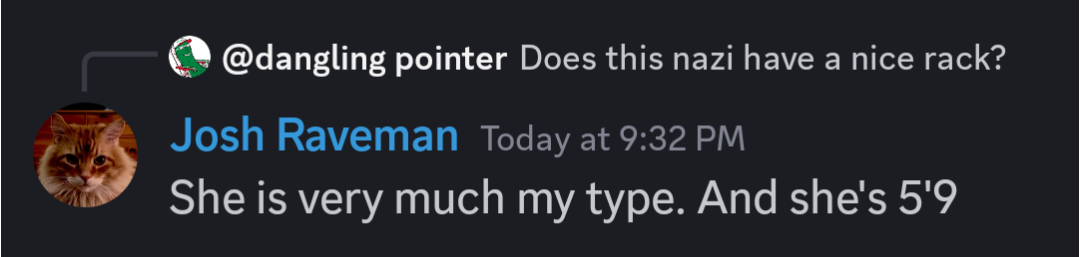 @dangling pointer Does this nazi have a nice rack?
Josh Raveman Today at 9:32 PM
She is very much my type. And she's 5'9